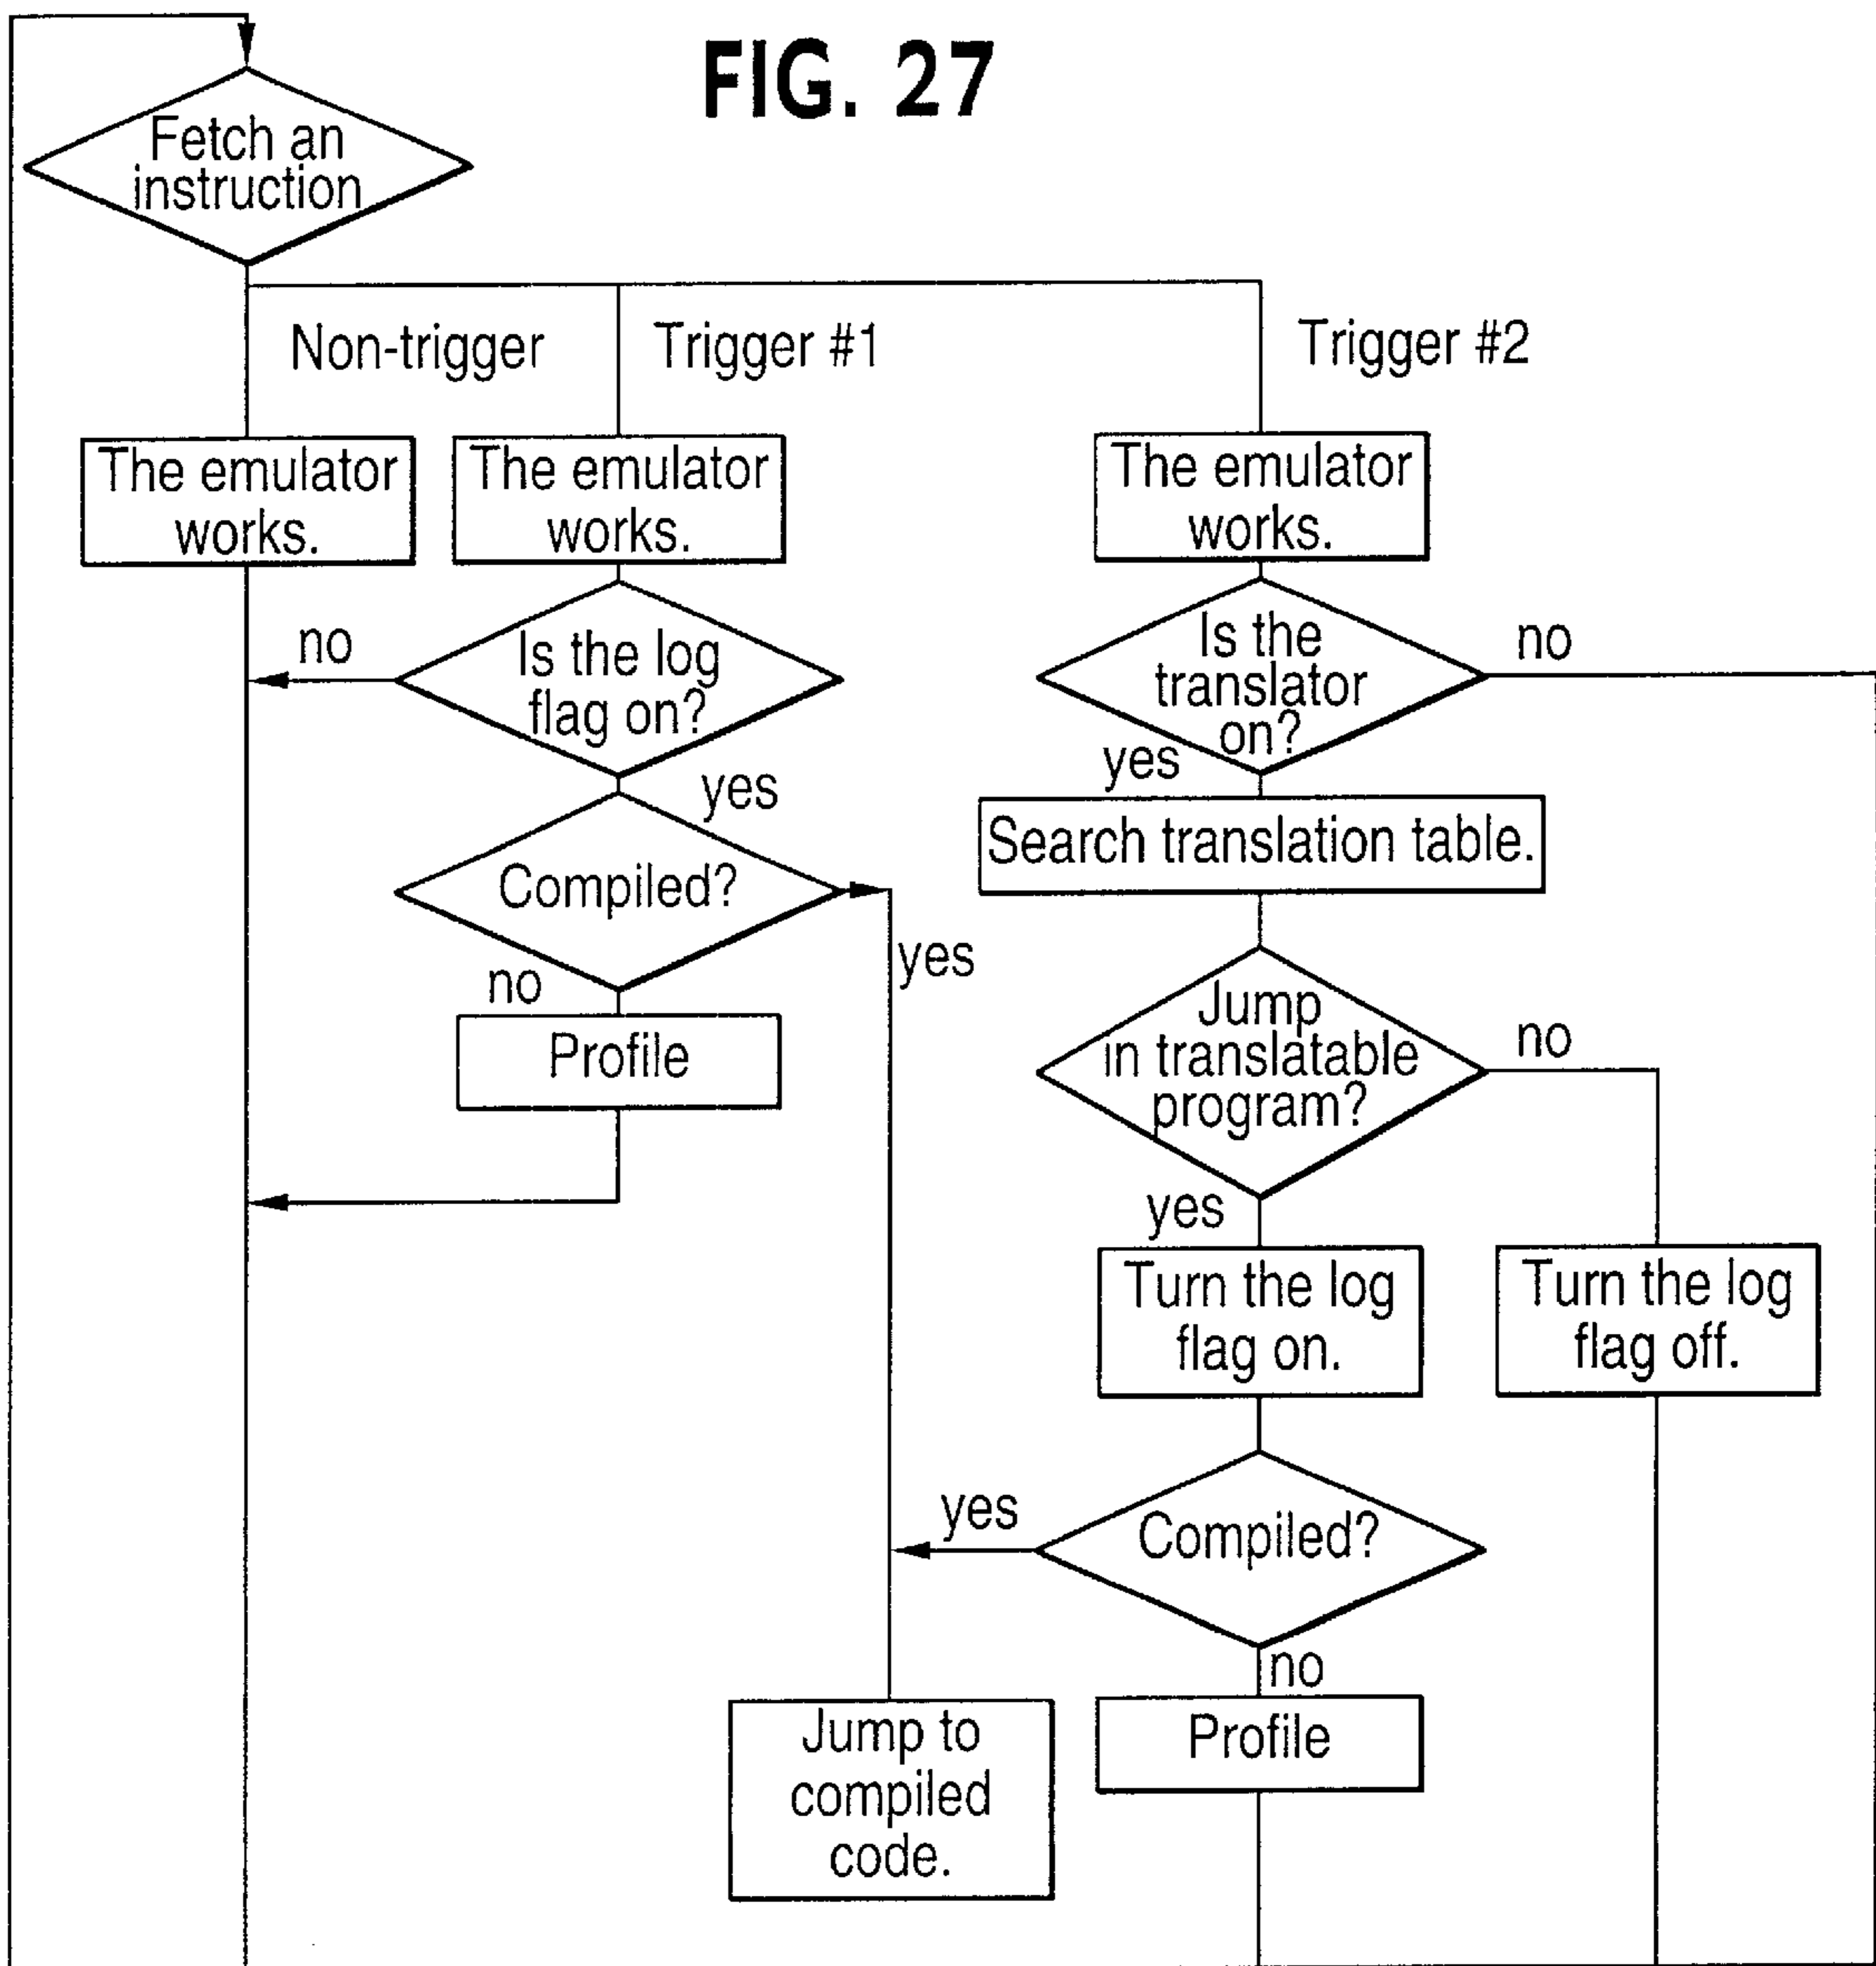 FIG. 27
Fetch an
instruction
Non-trigger
Trigger #1
Trigger #2
The emulator
works.
The emulator
works.
The emulator
works.
no
Is the log
flag on?
yes
Is the
translator
on?
no
yes
Search translation table.
Compiled?
yes
no
Profile
Jump
in translatable
program?
no
yes
Turn the log
flag on.
Turn the log
flag off.
yes
Compiled?
no
Jump to
compiled
code.
Profile